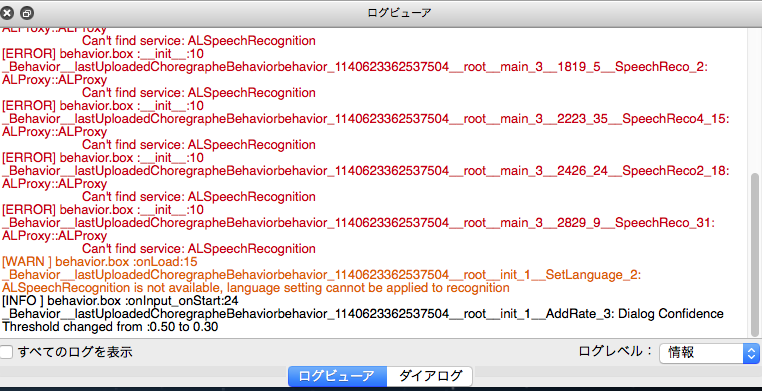 ログビューア
ALProxy::ALProxy
Can't find service: ALSpeechRecognition
[ERROR] behavior.box :__init__:10
_Behavior__lastUploadedChoregrapheBehaviorbehavior_1140623362537504__root__main_3__1819_5__SpeechReco_2:
ALProxy::ALProxy
Can't find service: ALSpeechRecognition
[ERROR] behavior.box :__init__:10
_Behavior__lastUploadedChoregrapheBehaviorbehavior_1140623362537504__root__main_3__2223_35__SpeechReco4_15:
ALProxy::ALProxy
Can't find service: ALSpeechRecognition
[ERROR] behavior.box :__init__:10
_Behavior__lastUploadedChoregrapheBehaviorbehavior_1140623362537504__root__main_3__2426_24__SpeechReco2_18:
ALProxy::ALProxy
Can't find service: ALSpeechRecognition
[ERROR] behavior.box :__init__:10
_Behavior__lastUploadedChoregrapheBehaviorbehavior_1140623362537504__root__main_3__2829_9__SpeechReco_31:
ALProxy::ALProxy
Can't find service: ALSpeechRecognition
[WARN ] behavior.box :onLoad:15
_Behavior__lastUploadedChoregrapheBehaviorbehavior_1140623362537504__root__init_1__SetLanguage_2:
ALSpeechRecognition is not available, language setting cannot be applied to recognition
[INFO ] behavior.box :onInput_onStart:24
_Behavior__lastUploadedChoregrapheBehaviorbehavior_1140623362537504__root__init_1__AddRate_3: Dialog Confidence
Threshold changed from :0.50 to 0.30
すべてのログを表示
ログレベル： 情報
ログビューア ダイアログ